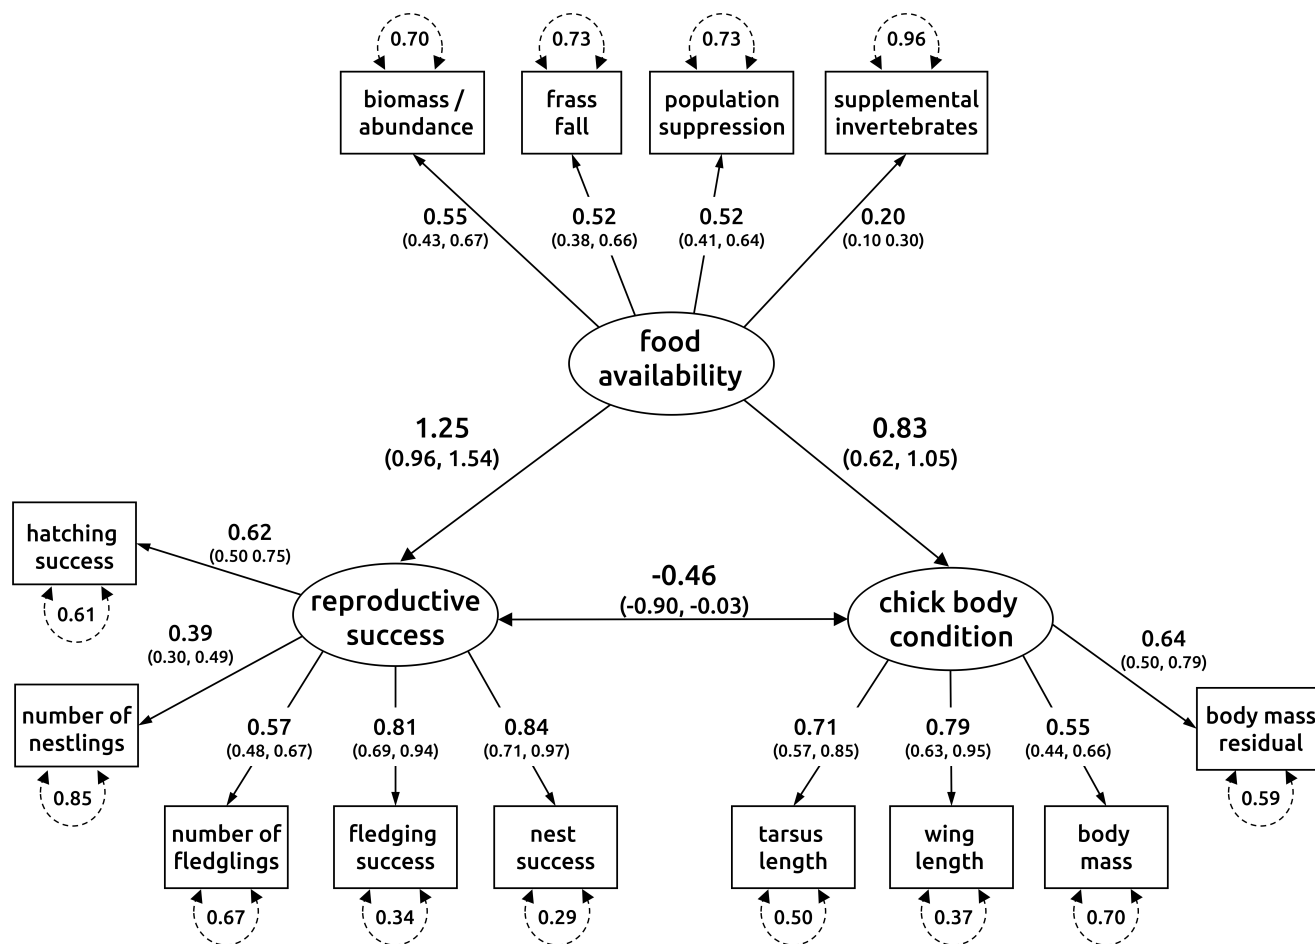 0.70
0.73
0.73
0.96
biomass /
abundance
frass
fall
population
suppression
supplemental
invertebrates
0.55
(0.43, 0.67)
0.52
(0.38, 0.66)
0.52
(0.41, 0.64)
0.20
(0.10 0.30)
food
availability
1.25
(0.96, 1.54)
0.83
(0.62, 1.05)
hatching
success
0.61
0.62
(0.50 0.75)
reproductive
success
-0.46
(-0.90, -0.03)
chick body
condition
0.39
(0.30, 0.49)
0.64
(0.50, 0.79)
number of
nestlings
0.85
body mass
residual
0.59
0.57
(0.48, 0.67)
0.81
(0.69, 0.94)
0.84
(0.71, 0.97)
0.71
(0.57, 0.85)
0.79
(0.63, 0.95)
0.55
(0.44, 0.66)
number of
fledglings
fledging
success
nest
success
tarsus
length
wing
length
body
mass
0.67
0.34
0.29
0.50
0.37
0.70